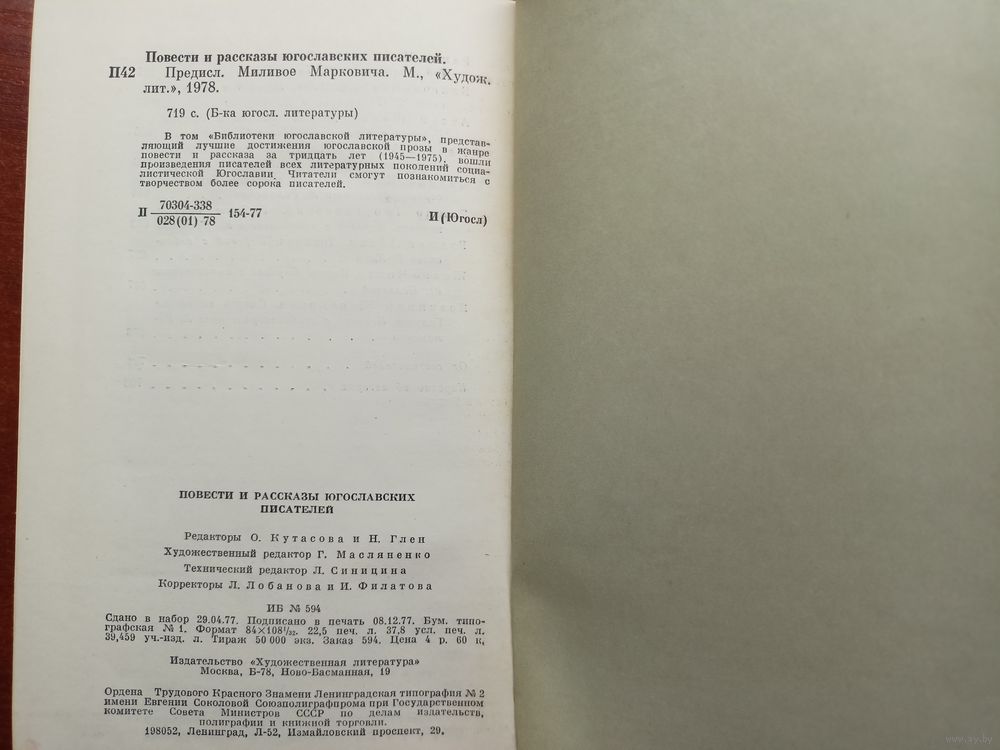 Повести и рассказы югославских писателей.
П42 Предисл. Миливое Марковича. М., «Худож.
лит.», 1978.
719 с. (Б-ка югосл. литературы)
В том «Библиотеки югославской литературы», представ-
ляющий лучшие достижения югославской прозы в жанре
повести и рассказа за тридцать лет (1945—1975), вошли
произведения писателей всех литературных поколений социа-
листической Югославии. Читатели смогут познакомиться с
творчеством более сорока писателей.
70304-338
П 154-77 И(Югосл)
028(01) 78
ПОВЕСТИ И РАССКАЗЫ ЮГОСЛАВСКИХ
ПИСАТЕЛЕЙ
Редакторы О. Кутасова и Н. Глен
Художественный редактор Г. Масляненко
Технический редактор Л. Синицина
Корректоры Л. Лобанова и И. Филатова
ИБ № 594
Сдано в набор 29.04.77. Подписано в печать 08.12.77. Бум. типо-
графская № 1. Формат 84×108¹/₃₂. 22,5 печ. л. 37,8 усл. печ. л.
39,459 уч.-изд. л. Тираж 50 000 экз. Заказ 594. Цена 4 р. 60 к.
Издательство «Художественная литература»
Москва, Б-78, Ново-Басманная, 19
Ордена Трудового Красного Знамени Ленинградская типография № 2
имени Евгении Соколовой Союзполиграфпрома при Государственном
комитете Совета Министров СССР по делам издательств,
полиграфии и книжной торговли.
198052, Ленинград, Л-52, Измайловский проспект, 29.
www.ay.by